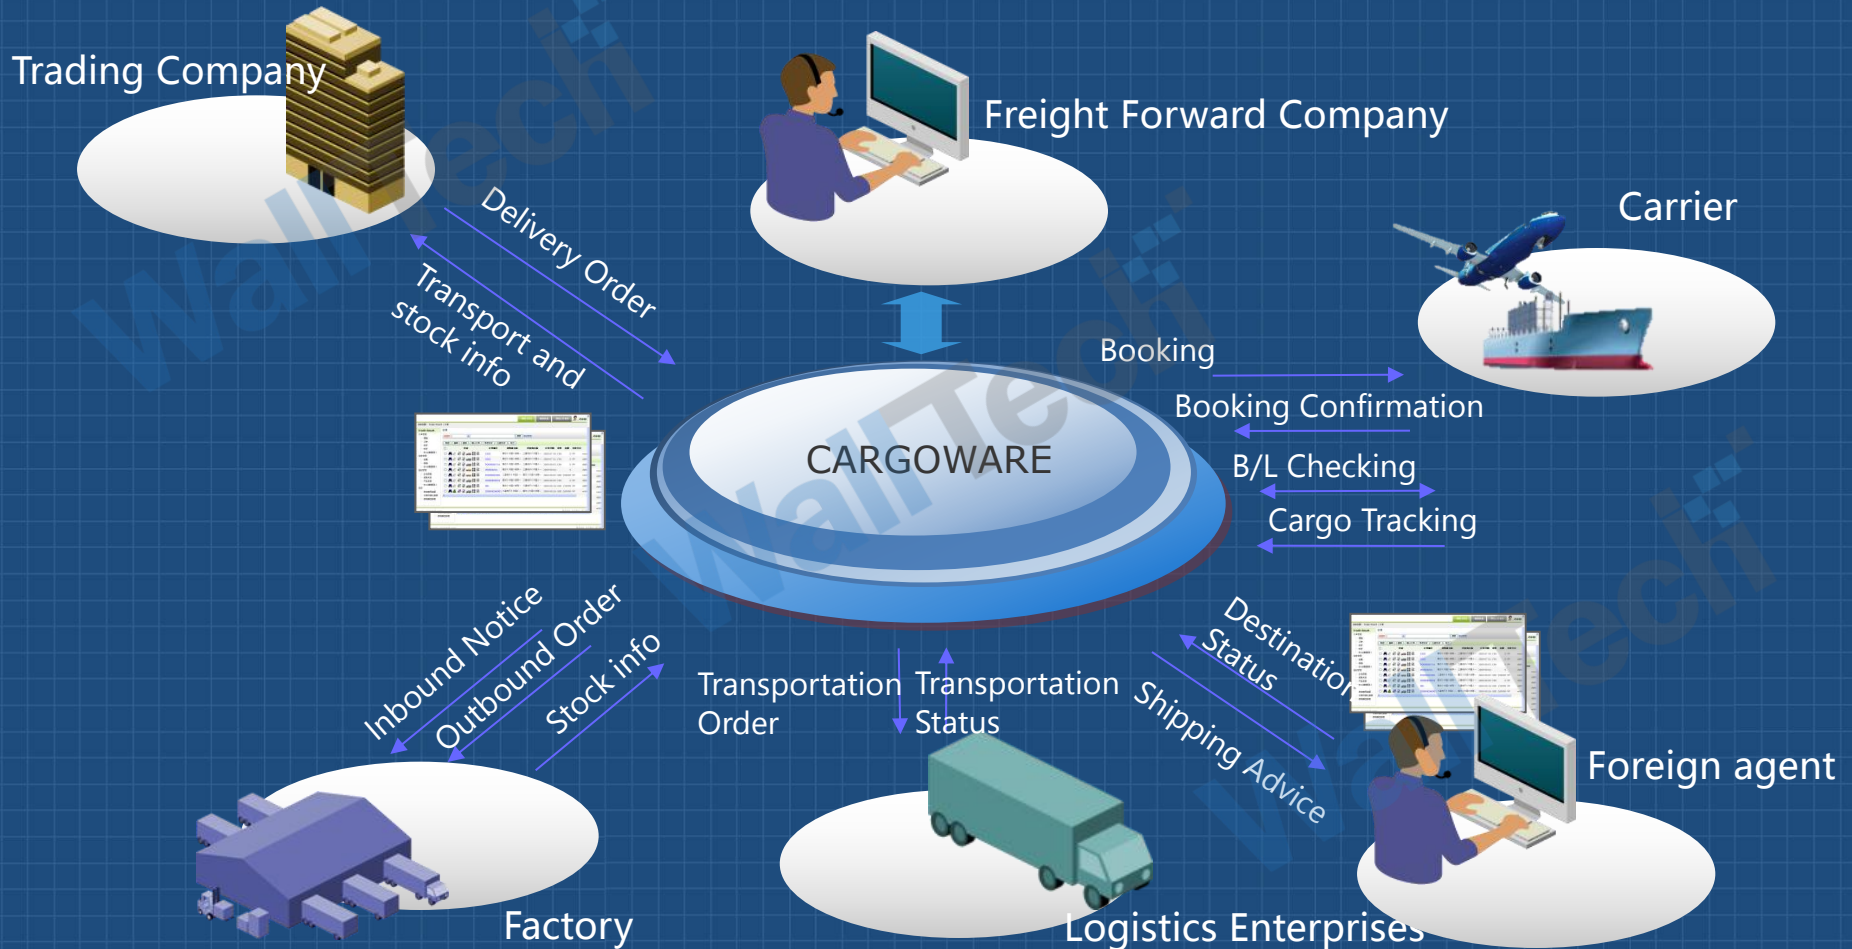 Trading Company
Freight Forward Company
Carrier
Delivery Order
Transport and
stock info
Booking
Booking Confirmation
B/L Checking
Cargo Tracking
CARGOWARE
Inbound Notice
Outbound Order
Stock info
Transportation
Order
Transportation
Status
Destination
Status
Shipping Advice
Foreign agent
Factory
Logistics Enterprises
WallTech
WallTech
WallTech